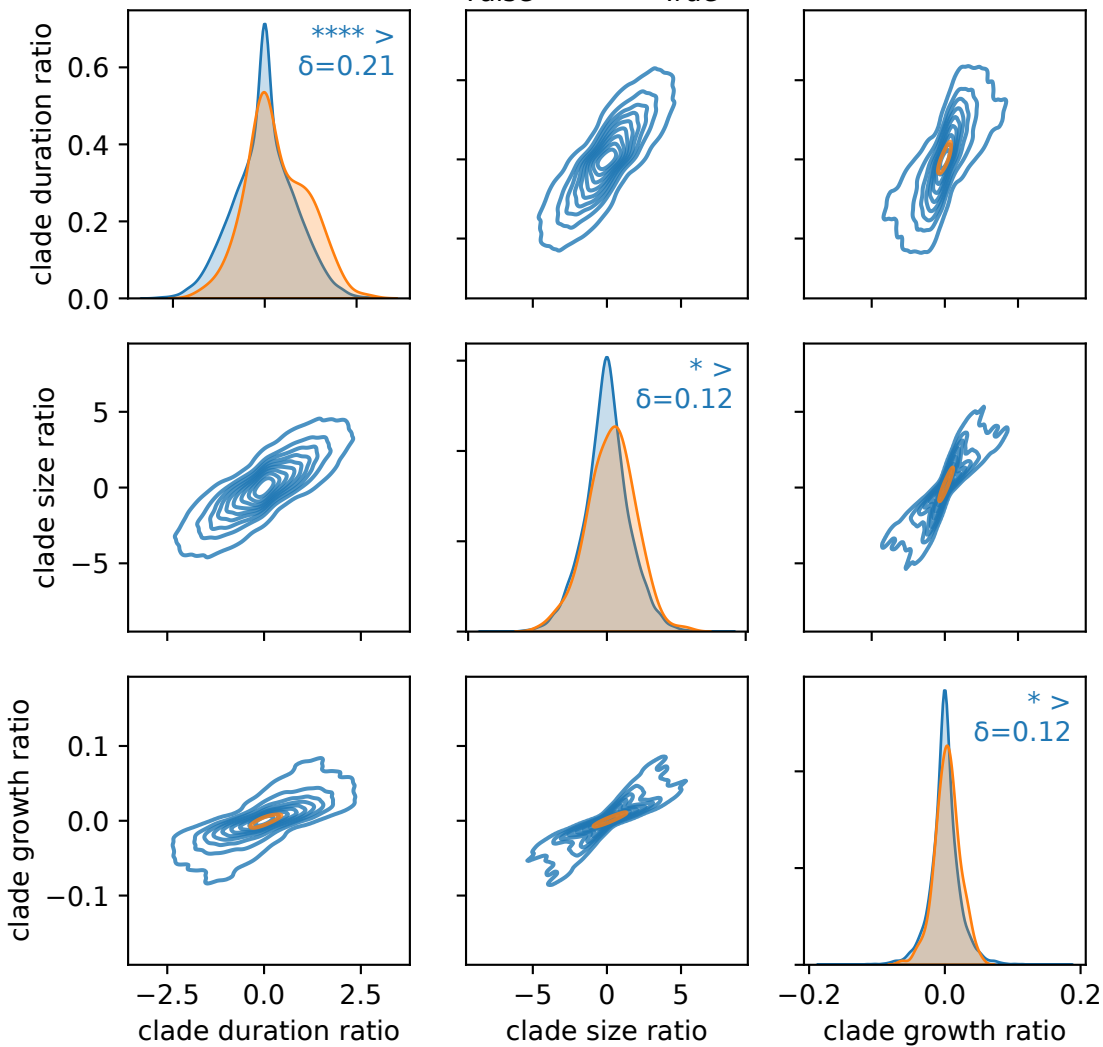 clade duration ratio
0.6
0.4
0.2
0.0
**** >
δ=0.21
clade size ratio
5
0
−5
* >
δ=0.12
clade growth ratio
0.1
0.0
−0.1
* >
δ=0.12
−2.5 0.0 2.5
clade duration ratio
−5 0 5
clade size ratio
−0.2 0.0 0.2
clade growth ratio